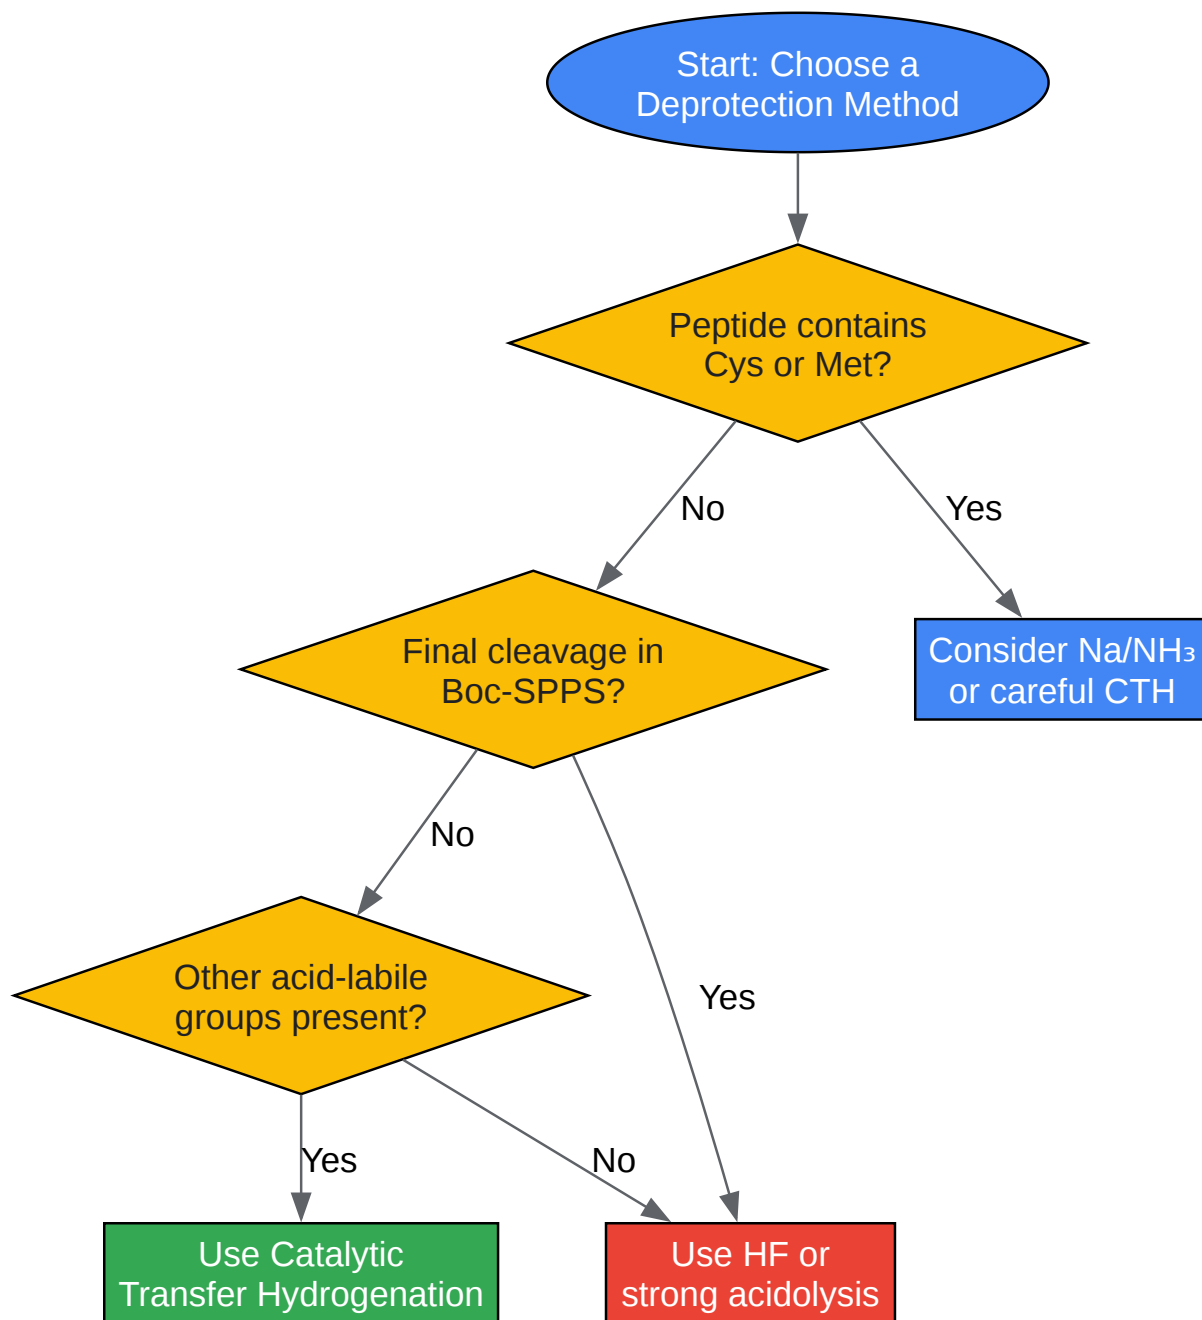 Start: Choose a
Deprotection Method
Peptide contains
Cys or Met?
No
Yes
Final cleavage in
Boc-SPPS?
Consider Na/NH₃
or careful CTH
No
Other acid-labile
groups present?
Yes
Yes
No
Use Catalytic
Transfer Hydrogenation
Use HF or
strong acidolysis